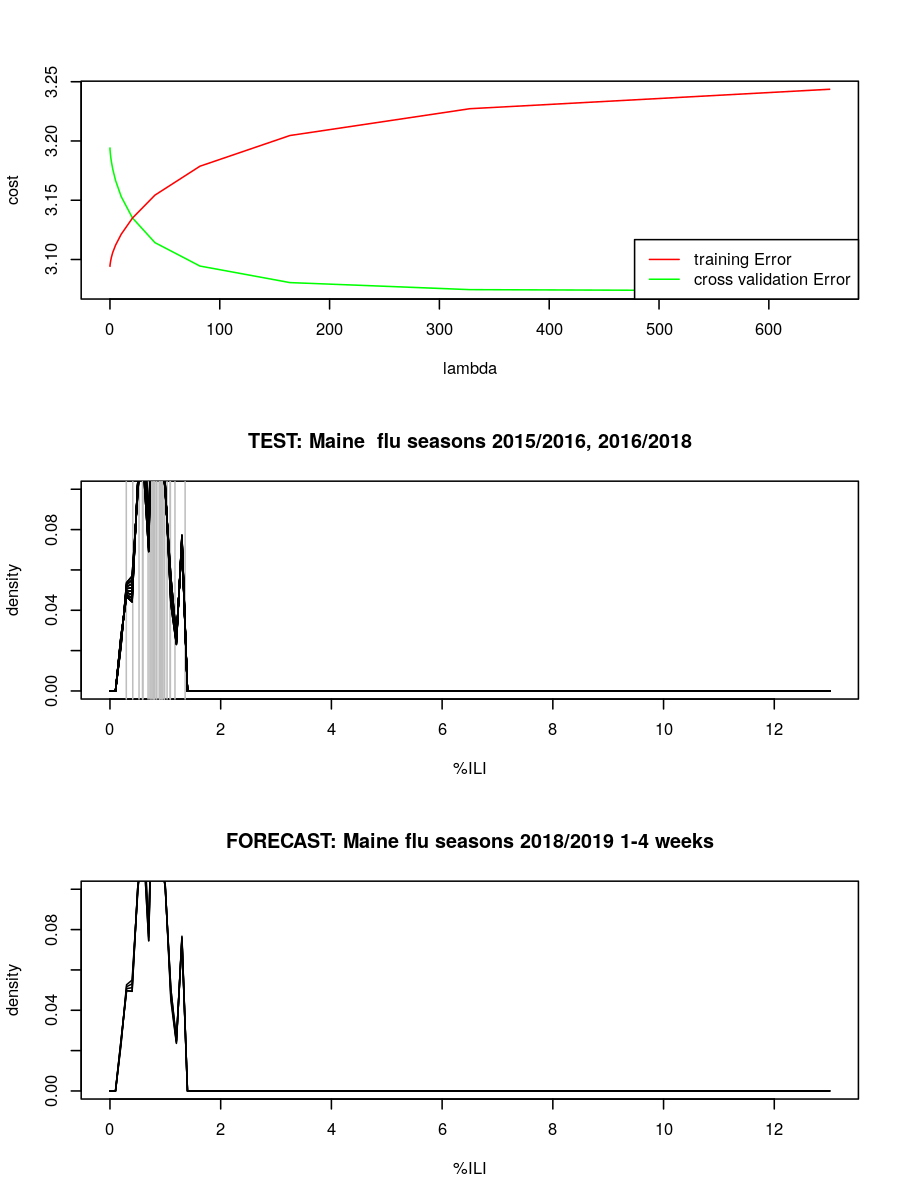 3.25
3.20
3.15
3.10
cost
training Error
cross validation Error
0 100 200 300 400 500 600
lambda
TEST: Maine  flu seasons 2015/2016, 2016/2018
0.08
0.04
0.00
density
0 2 4 6 8 10 12
%ILI
FORECAST: Maine flu seasons 2018/2019 1-4 weeks
0.08
0.04
0.00
density
0 2 4 6 8 10 12
%ILI